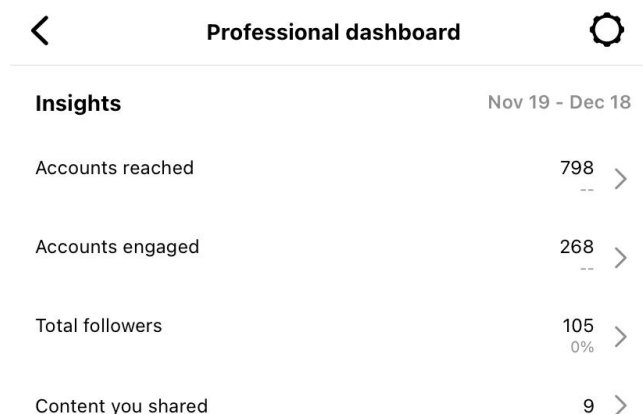 Professional dashboard
Insights
Nov 19 - Dec 18
Accounts reached
798
--
Accounts engaged
268
--
Total followers
105
0%
Content you shared
9